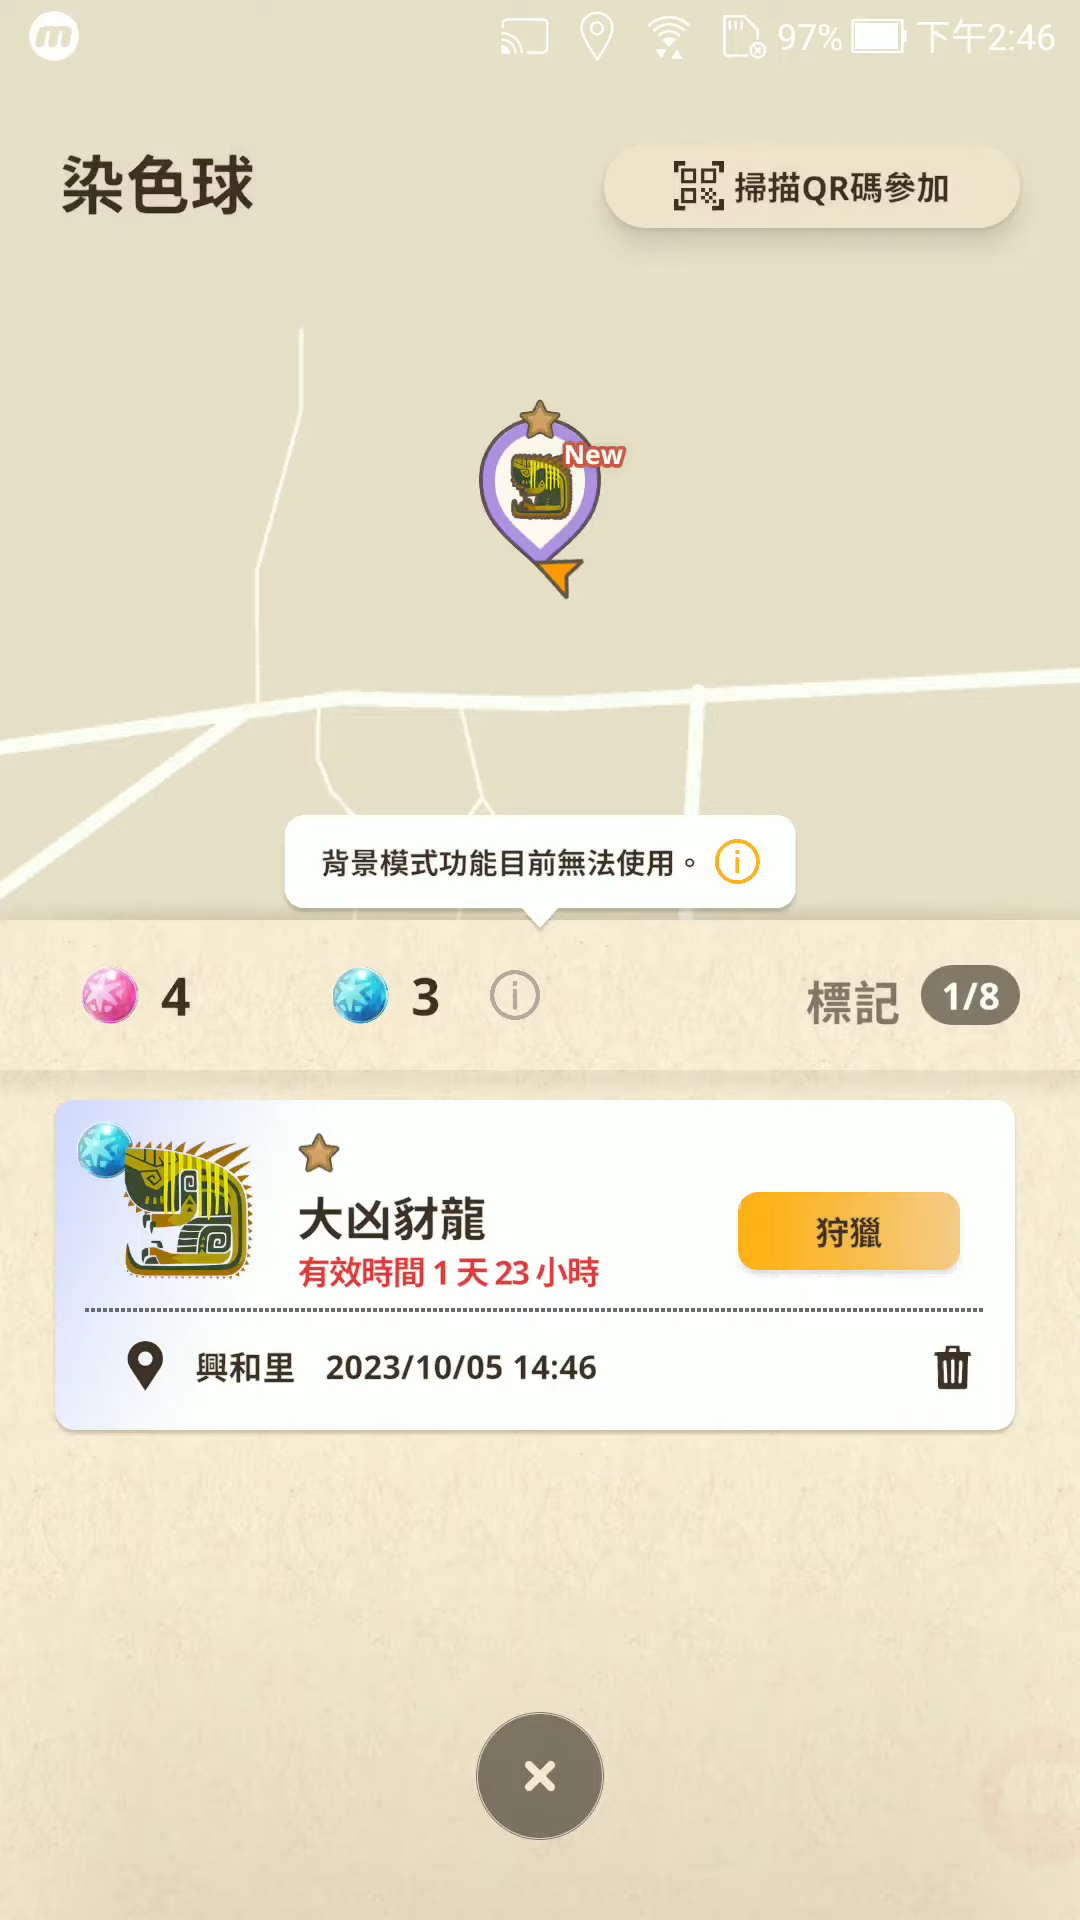 97% 下午2:46
染色球
掃描QR碼參加
New
背景模式功能目前無法使用。
4
3
標記 1/8
大凶豺龍
有效時間 1 天 23 小時
狩獵
興和里 2023/10/05 14:46